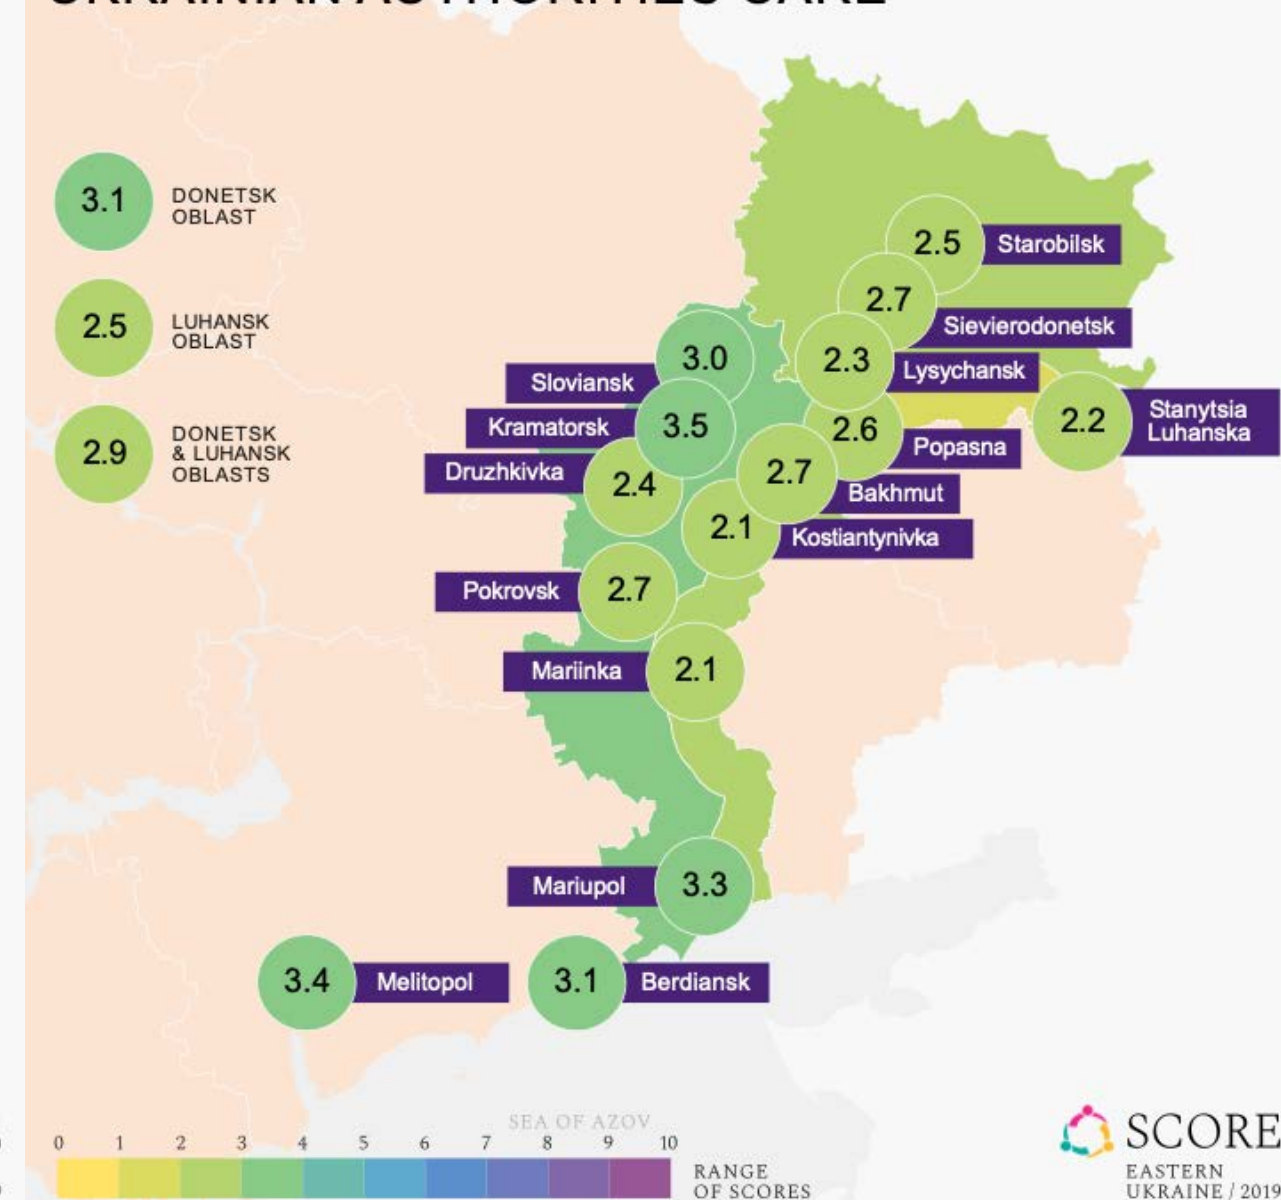 UKRAINIAN AUTHORITIES CARE
3.1
DONETSK
OBLAST
2.5
LUHANSK
OBLAST
2.9
DONETSK
& LUHANSK
OBLASTS
2.5
Starobilsk
2.7
Sievierodonetsk
3.0
Sloviansk
2.3
Lysychansk
2.2
Stanytsia
Luhanska
3.5
Kramatorsk
2.6
Popasna
2.4
Druzhkivka
2.7
Bakhmut
2.1
Kostiantynivka
Pokrovsk
2.7
Mariinka
2.1
Mariupol
3.3
3.4
Melitopol
3.1
Berdiansk
SEA OF AZOV
0 1 2 3 4 5 6 7 8 9 10
RANGE
OF SCORES
SCORE
EASTERN
UKRAINE / 2019